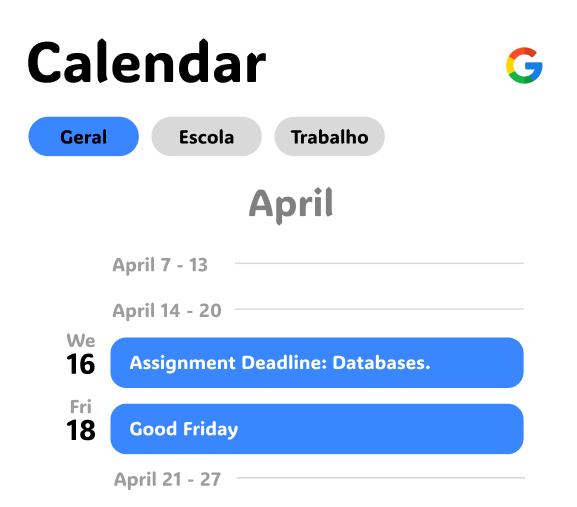 Calendar
Geral Escola Trabalho
April
April 7 - 13
April 14 - 20
We
16
Assignment Deadline: Databases.
Fri
18
Good Friday
April 21 - 27